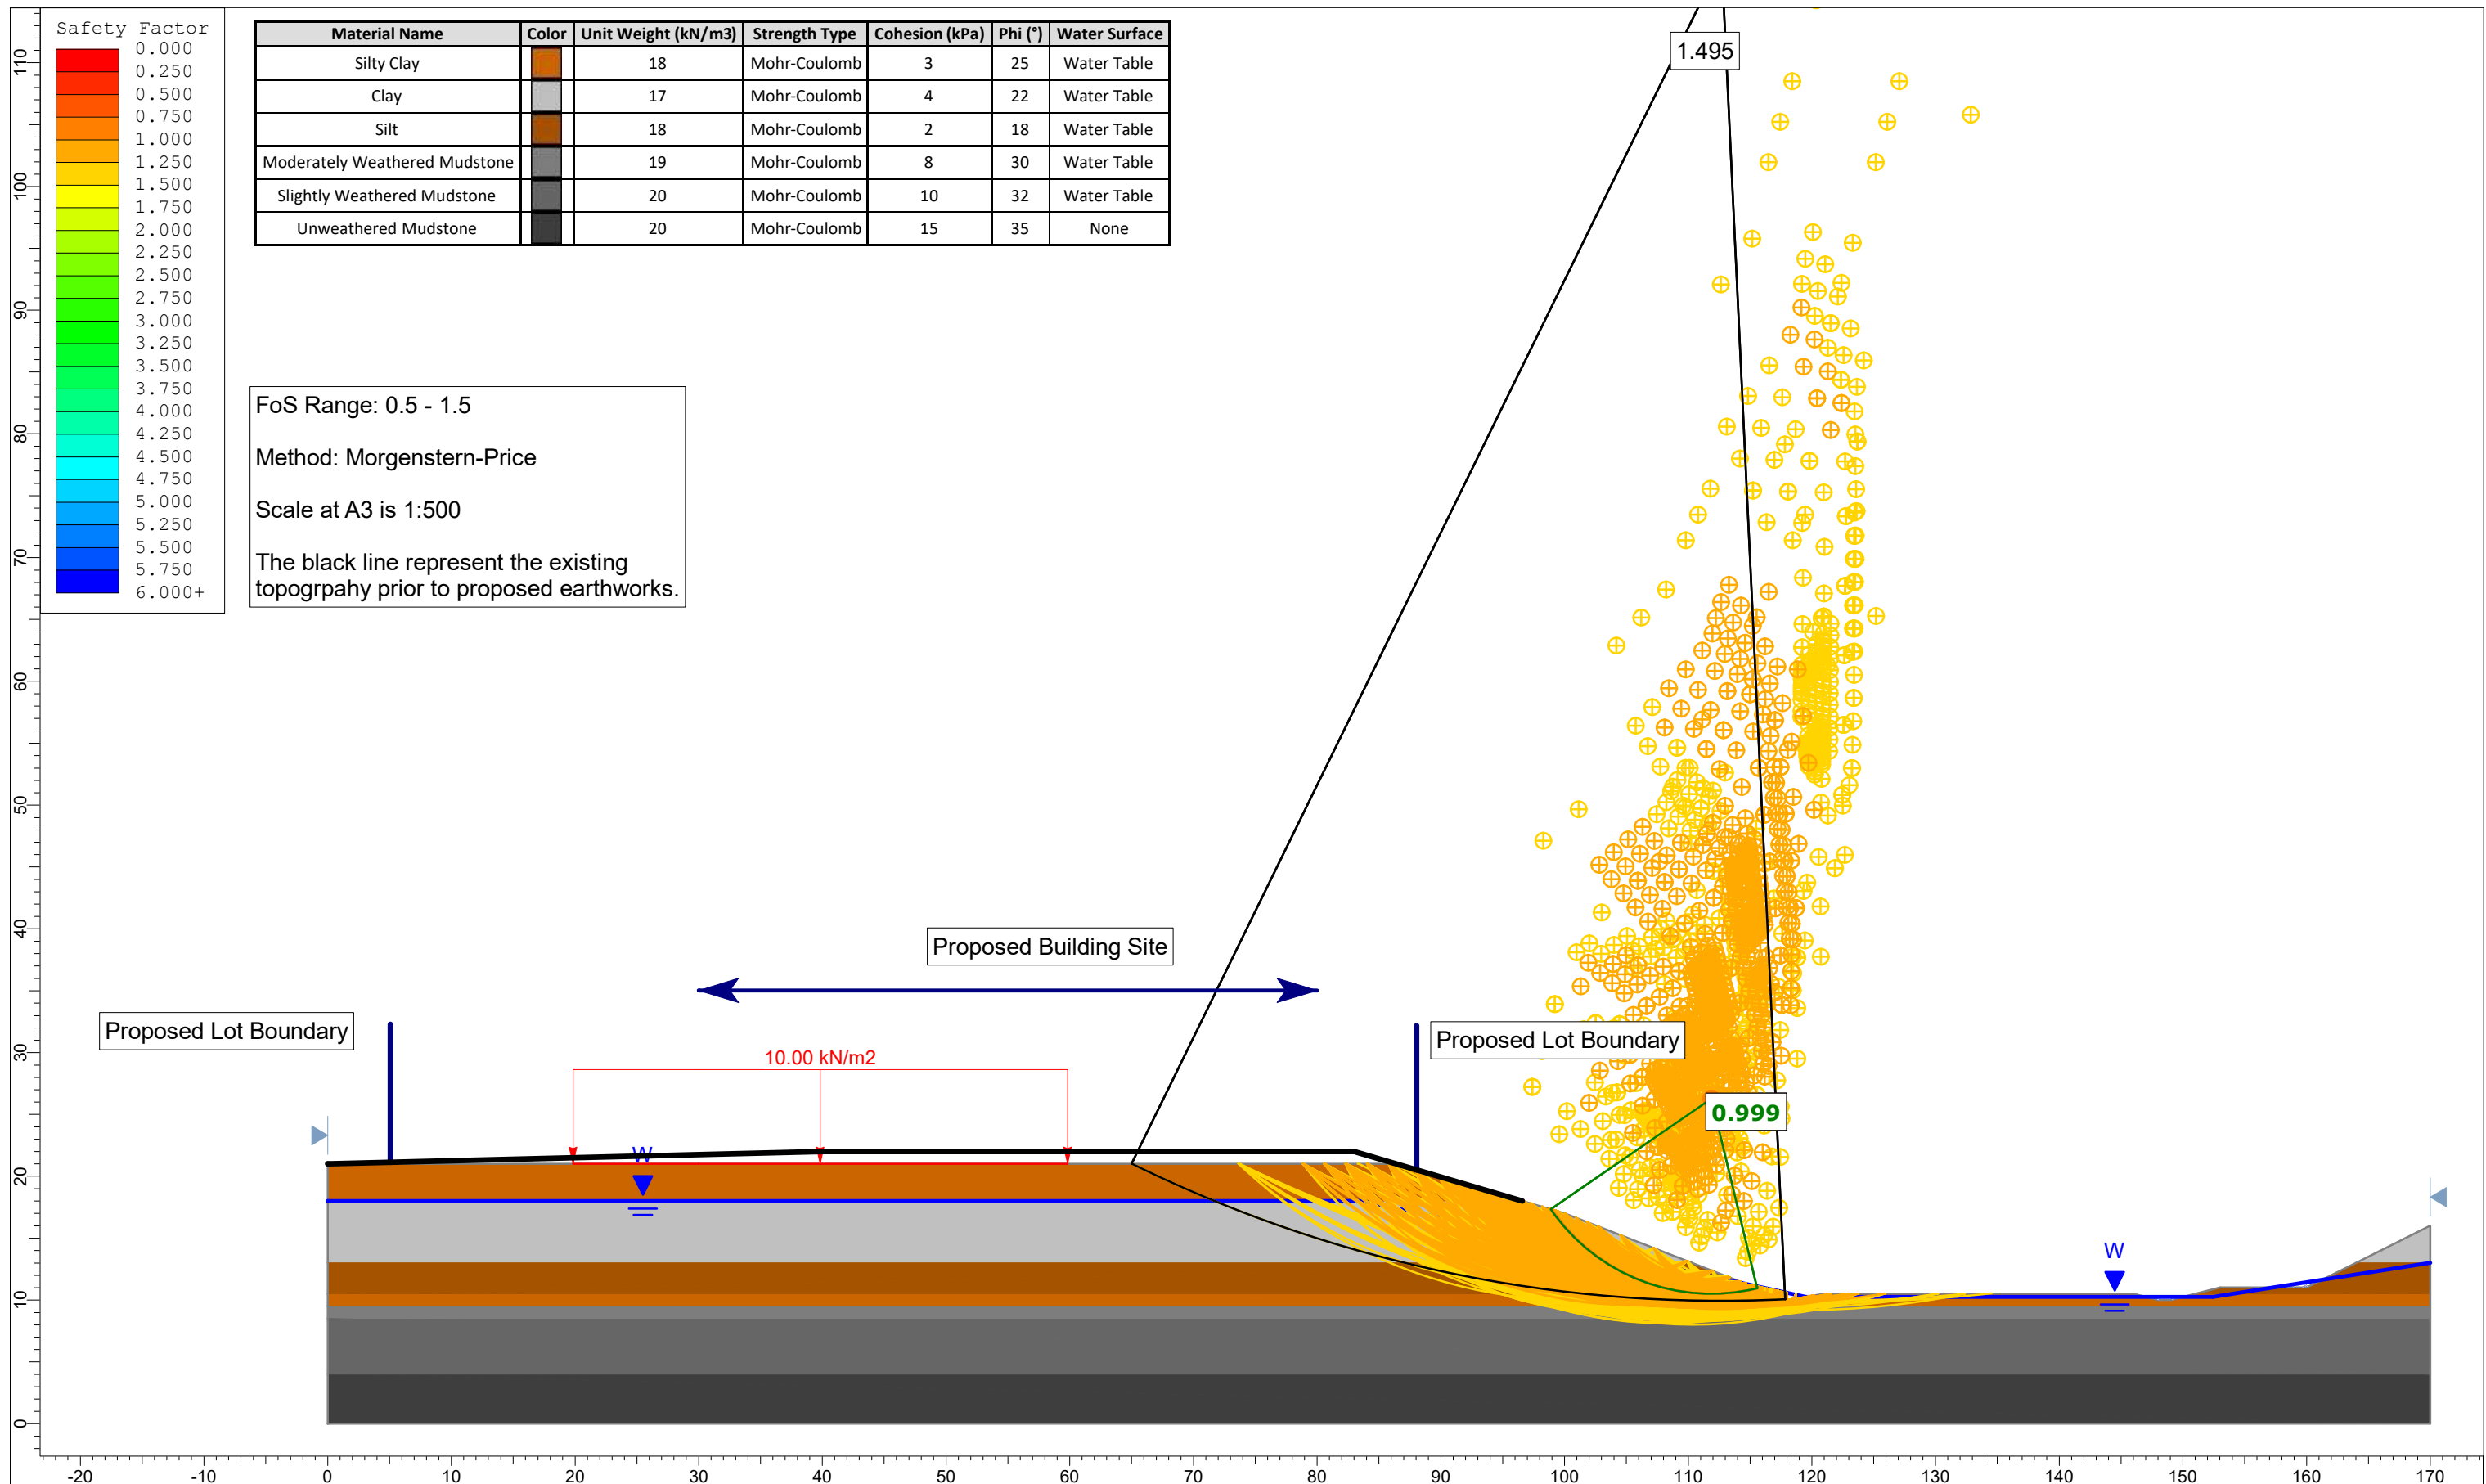 Safety Factor
0.000
0.250
0.500
0.750
1.000
1.250
1.500
1.750
2.000
2.250
2.500
2.750
3.000
3.250
3.500
3.750
4.000
4.250
4.500
4.750
5.000
5.250
5.500
5.750
6.000+
Material Name Color Unit Weight (kN/m3) Strength Type Cohesion (kPa) Phi (°) Water Surface
Silty Clay 18 Mohr-Coulomb 3 25 Water Table
Clay 17 Mohr-Coulomb 4 22 Water Table
Silt 18 Mohr-Coulomb 2 18 Water Table
Moderately Weathered Mudstone 19 Mohr-Coulomb 8 30 Water Table
Slightly Weathered Mudstone 20 Mohr-Coulomb 10 32 Water Table
Unweathered Mudstone 20 Mohr-Coulomb 15 35 None
1.495
FoS Range: 0.5 - 1.5
Method: Morgenstern-Price
Scale at A3 is 1:500
The black line represent the existing
topogrpahy prior to proposed earthworks.
Proposed Building Site
Proposed Lot Boundary
Proposed Lot Boundary
10.00 kN/m2
0.999
W
W
110
100
90
80
70
60
50
40
30
20
10
0
-20 -10 0 10 20 30 40 50 60 70 80 90 100 110 120 130 140 150 160 170